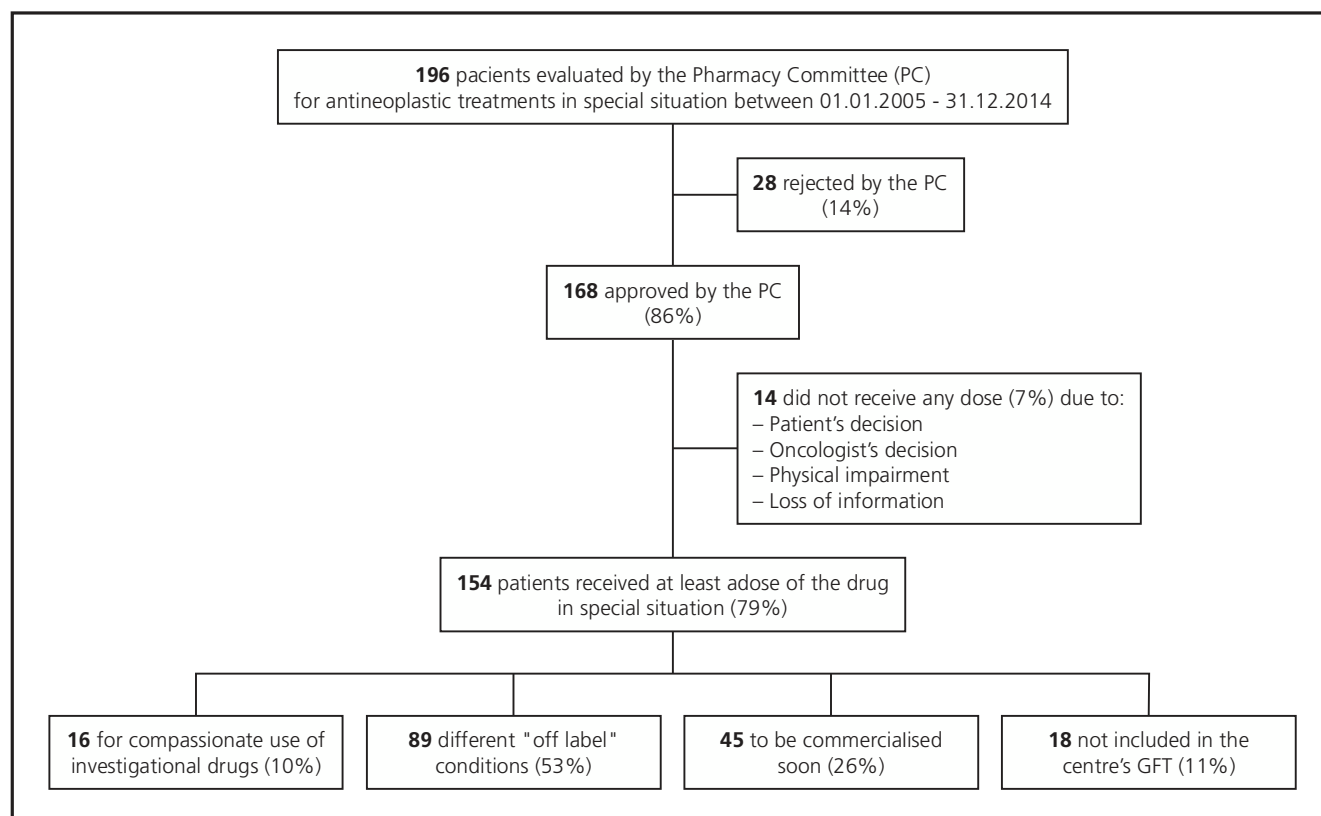 196 pacients evaluated by the Pharmacy Committee (PC)
for antineoplastic treatments in special situation between 01.01.2005 - 31.12.2014
28 rejected by the PC
(14%)
168 approved by the PC
(86%)
14 did not receive any dose (7%) due to:
– Patient's decision
– Oncologist's decision
– Physical impairment
– Loss of information
154 patients received at least adose of the drug
in special situation (79%)
16 for compassionate use of
investigational drugs (10%)
89 different "off label"
conditions (53%)
45 to be commercialised
soon (26%)
18 not included in the
centre's GFT (11%)